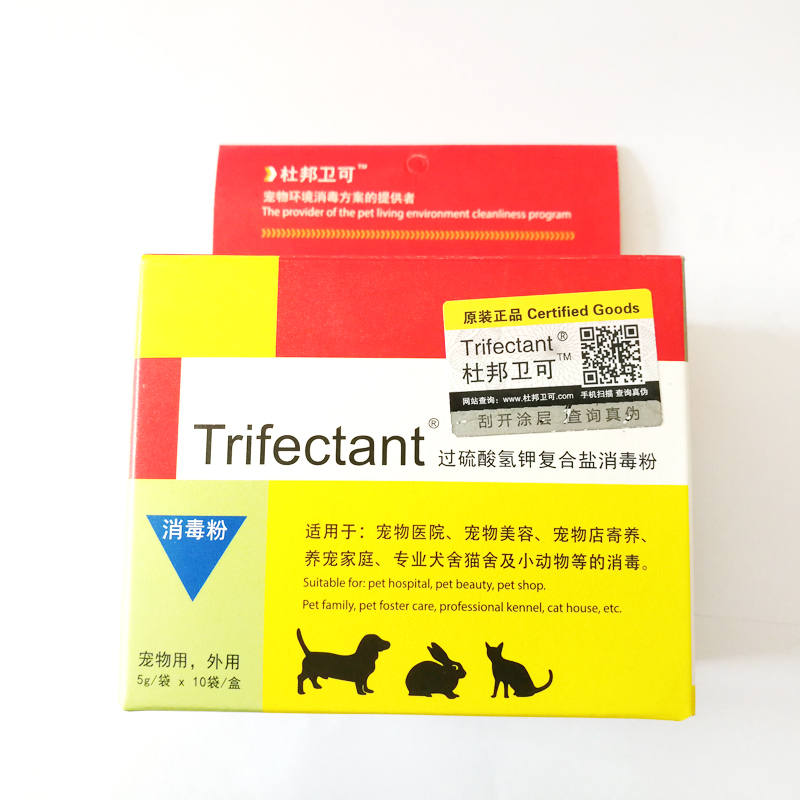 杜邦卫可™
宠物环境消毒方案的提供者
The provider of the pet living environment cleanliness program
原装正品 Certified Goods
Trifectant®
杜邦卫可™
网站查询：www.杜邦卫可.com 手机扫描 查询真伪
刮开涂层 查询真伪
Trifectant® 过硫酸氢钾复合盐消毒粉
消毒粉
适用于：宠物医院、宠物美容、宠物店寄养、
养宠家庭、专业犬舍猫舍及小动物等的消毒。
Suitable for: pet hospital, pet beauty, pet shop.
Pet family, pet foster care, professional kennel, cat house, etc.
宠物用，外用
5g/袋 x 10袋/盒